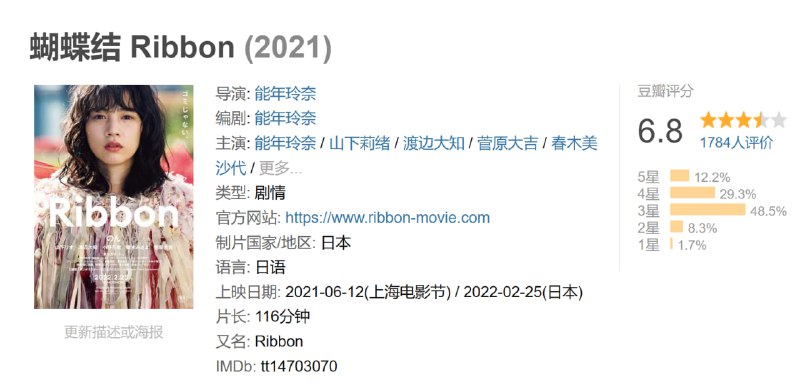 蝴蝶结 Ribbon (2021)
ゴミじゃない。
Ribbon
のん
2022.2.25
更新描述或海报
导演: 能年玲奈
编剧: 能年玲奈
主演: 能年玲奈 / 山下莉绪 / 渡边大知 / 菅原大吉 / 春木美
沙代 / 更多...
类型: 剧情
官方网站: https://www.ribbon-movie.com
制片国家/地区: 日本
语言: 日语
上映日期: 2021-06-12(上海电影节) / 2022-02-25(日本)
片长: 116分钟
又名: Ribbon
IMDb: tt14703070
豆瓣评分
6.8
1784人评价
5星 12.2%
4星 29.3%
3星 48.5%
2星 8.3%
1星 1.7%